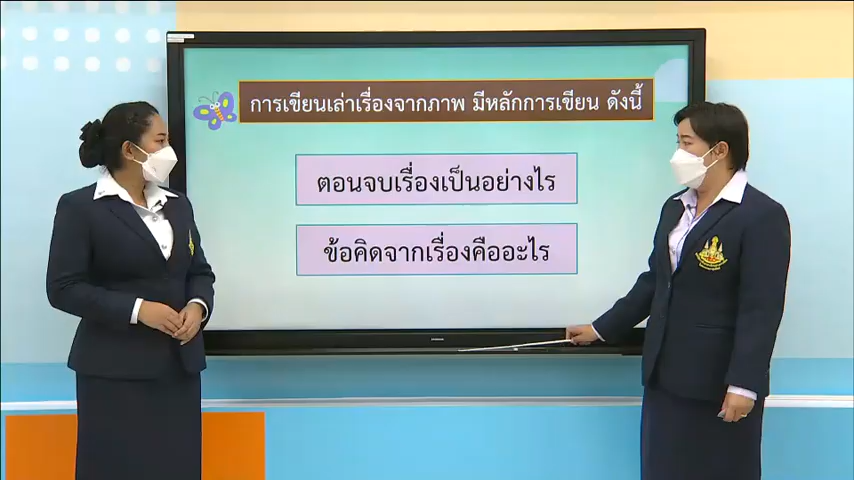 การเขียนเล่าเรื่องจากภาพ มีหลักการเขียน ดังนี้
ตอนจบเรื่องเป็นอย่างไร
ข้อคิดจากเรื่องคืออะไร